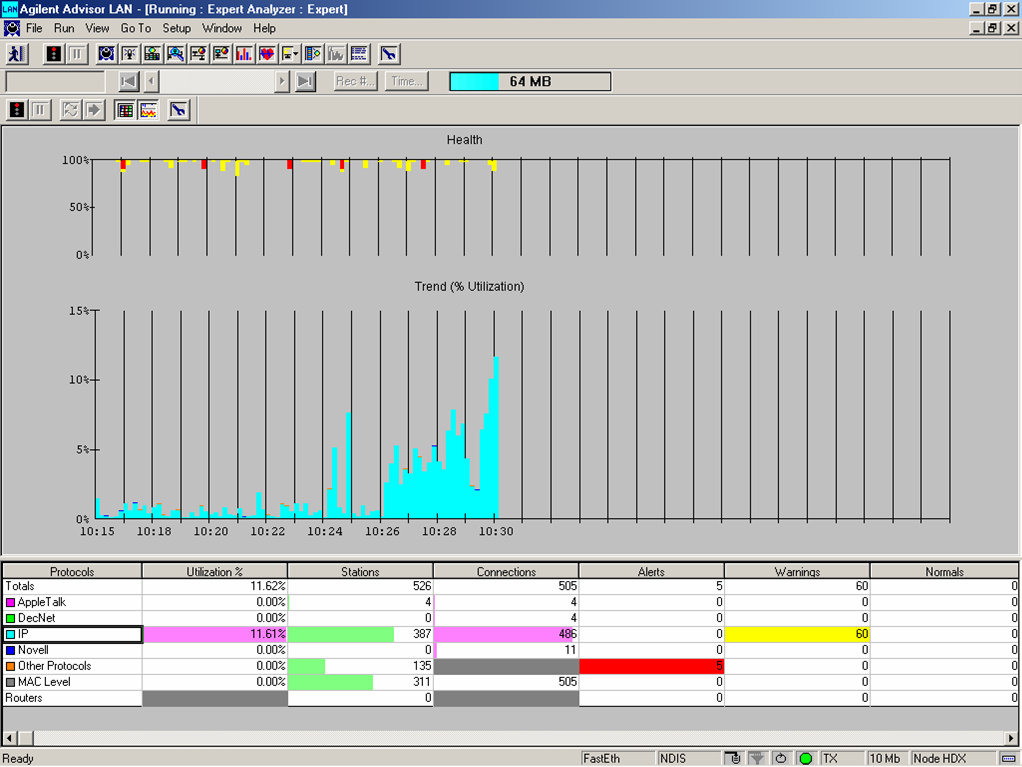 LAN Agilent Advisor LAN - [Running : Expert Analyzer : Expert]
File Run View Go To Setup Window Help
Rec #... Time... 64 MB
Health
100%
50%
0%
Trend (% Utilization)
15%
10%
5%
0%
10:15 10:18 10:20 10:22 10:24 10:26 10:28 10:30
Protocols Utilization % Stations Connections Alerts Warnings Normals
Totals 11.62% 526 505 5 60 0
AppleTalk 0.00% 4 4 0 0 0
DecNet 0.00% 0 4 0 0 0
IP 11.61% 387 486 0 60 0
Novell 0.00% 0 11 0 0 0
Other Protocols 0.00% 135 5 0 0
MAC Level 0.00% 311 505 0 0 0
Routers 0 0 0 0
Ready FastEth NDIS TX 10 Mb Node HDX